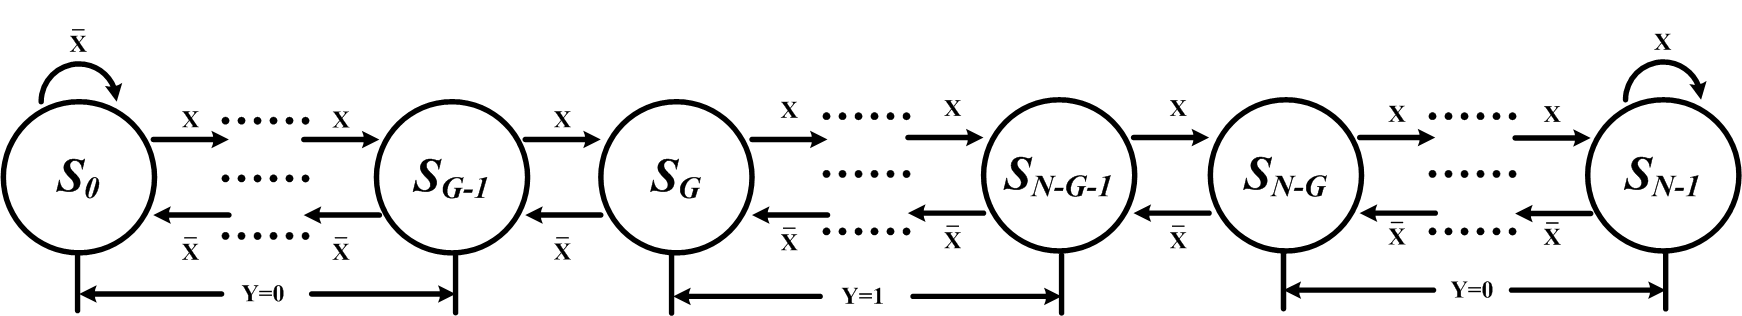 X̅ X
X X X X X X X X
S0 SG-1 SG SN-G-1 SN-G SN-1
X̅ X̅ X̅ X̅ X̅ X̅ X̅ X̅
Y=0 Y=1 Y=0